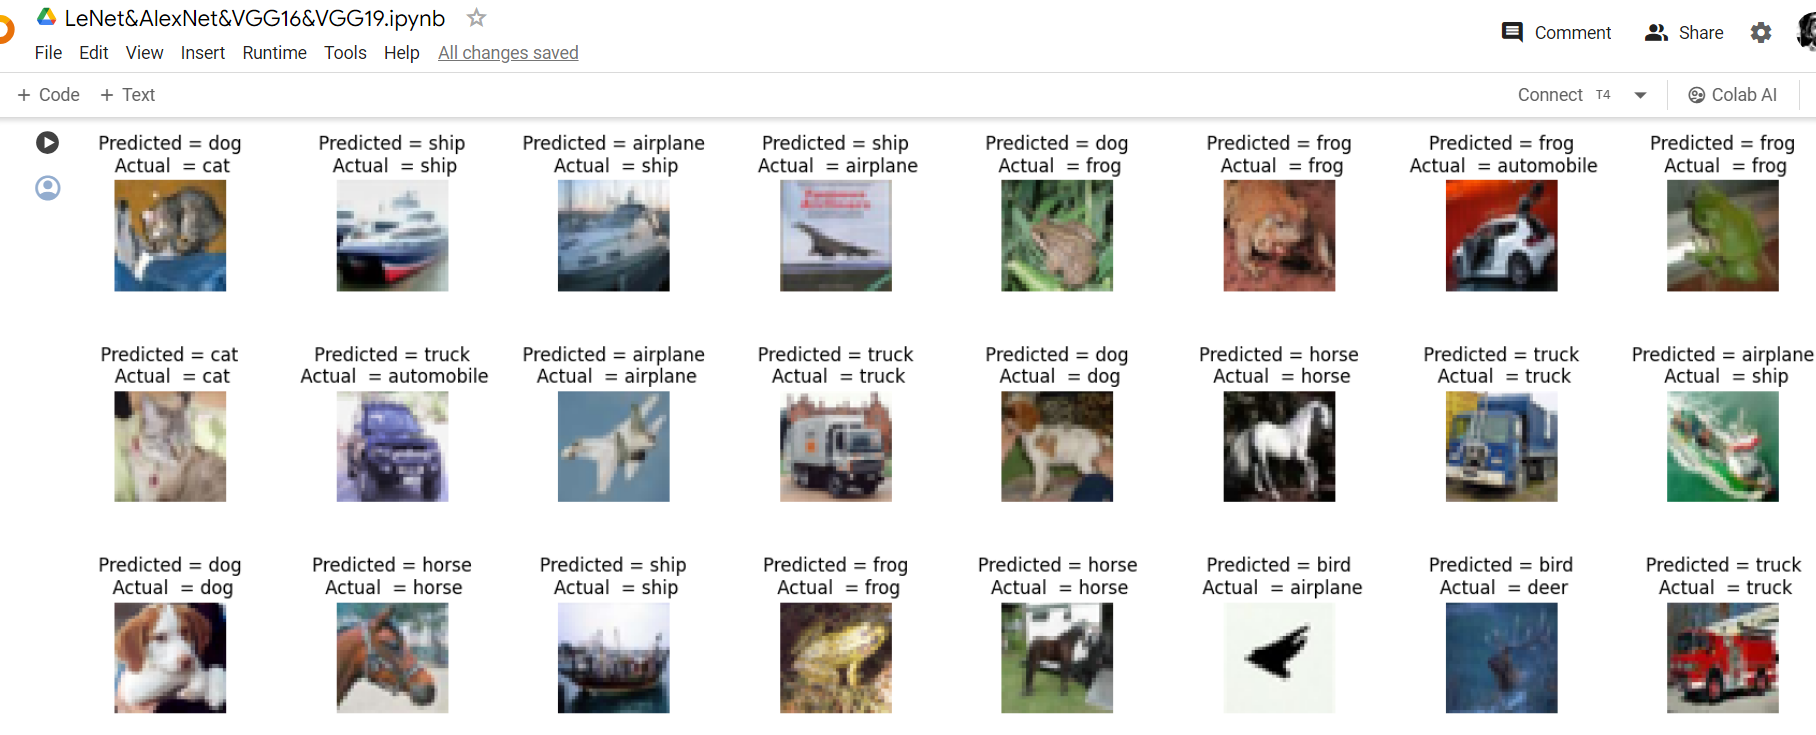 LeNet&AlexNet&VGG16&VGG19.ipynb
File Edit View Insert Runtime Tools Help All changes saved
Comment Share
+ Code + Text
Connect T4 Colab AI
Predicted = dog Predicted = ship Predicted = airplane Predicted = ship Predicted = dog Predicted = frog Predicted = frog Predicted = frog
Actual = cat Actual = ship Actual = ship Actual = airplane Actual = frog Actual = frog Actual = automobile Actual = frog
Predicted = cat Predicted = truck Predicted = airplane Predicted = truck Predicted = dog Predicted = horse Predicted = truck Predicted = airplane
Actual = cat Actual = automobile Actual = airplane Actual = truck Actual = dog Actual = horse Actual = truck Actual = ship
Predicted = dog Predicted = horse Predicted = ship Predicted = frog Predicted = horse Predicted = bird Predicted = bird Predicted = truck
Actual = dog Actual = horse Actual = ship Actual = frog Actual = horse Actual = airplane Actual = deer Actual = truck